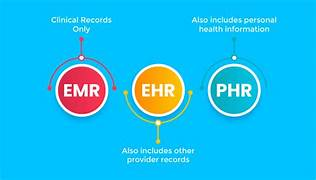 Clinical Records
Only
Also includes personal
health information
EMR
EHR
PHR
Also includes other
provider records